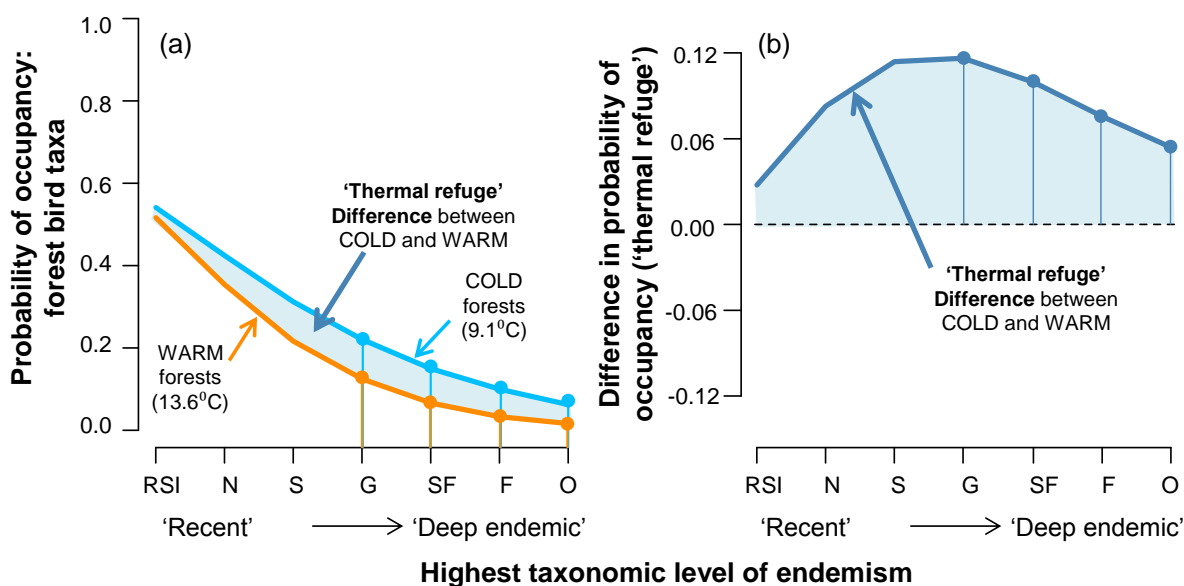 Probability of occupancy:
forest bird taxa
1.0
0.8
0.6
0.4
0.2
0.0
(a)
‘Thermal refuge’
Difference between
COLD and WARM
COLD
forests
(9.1⁰C)
WARM
forests
(13.6⁰C)
RSI N S G SF F O
‘Recent’ ‘Deep endemic’
Difference in probability of
occupancy (‘thermal refuge’)
0.12
0.06
0.00
-0.06
-0.12
(b)
‘Thermal refuge’
Difference between
COLD and WARM
RSI N S G SF F O
‘Recent’ ‘Deep endemic’
Highest taxonomic level of endemism